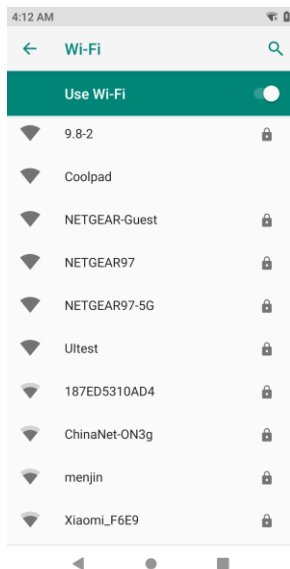 4:12 AM
Wi-Fi
Use Wi-Fi
9.8-2
Coolpad
NETGEAR-Guest
NETGEAR97
NETGEAR97-5G
UItest
187ED5310AD4
ChinaNet-ON3g
menjin
Xiaomi_F6E9